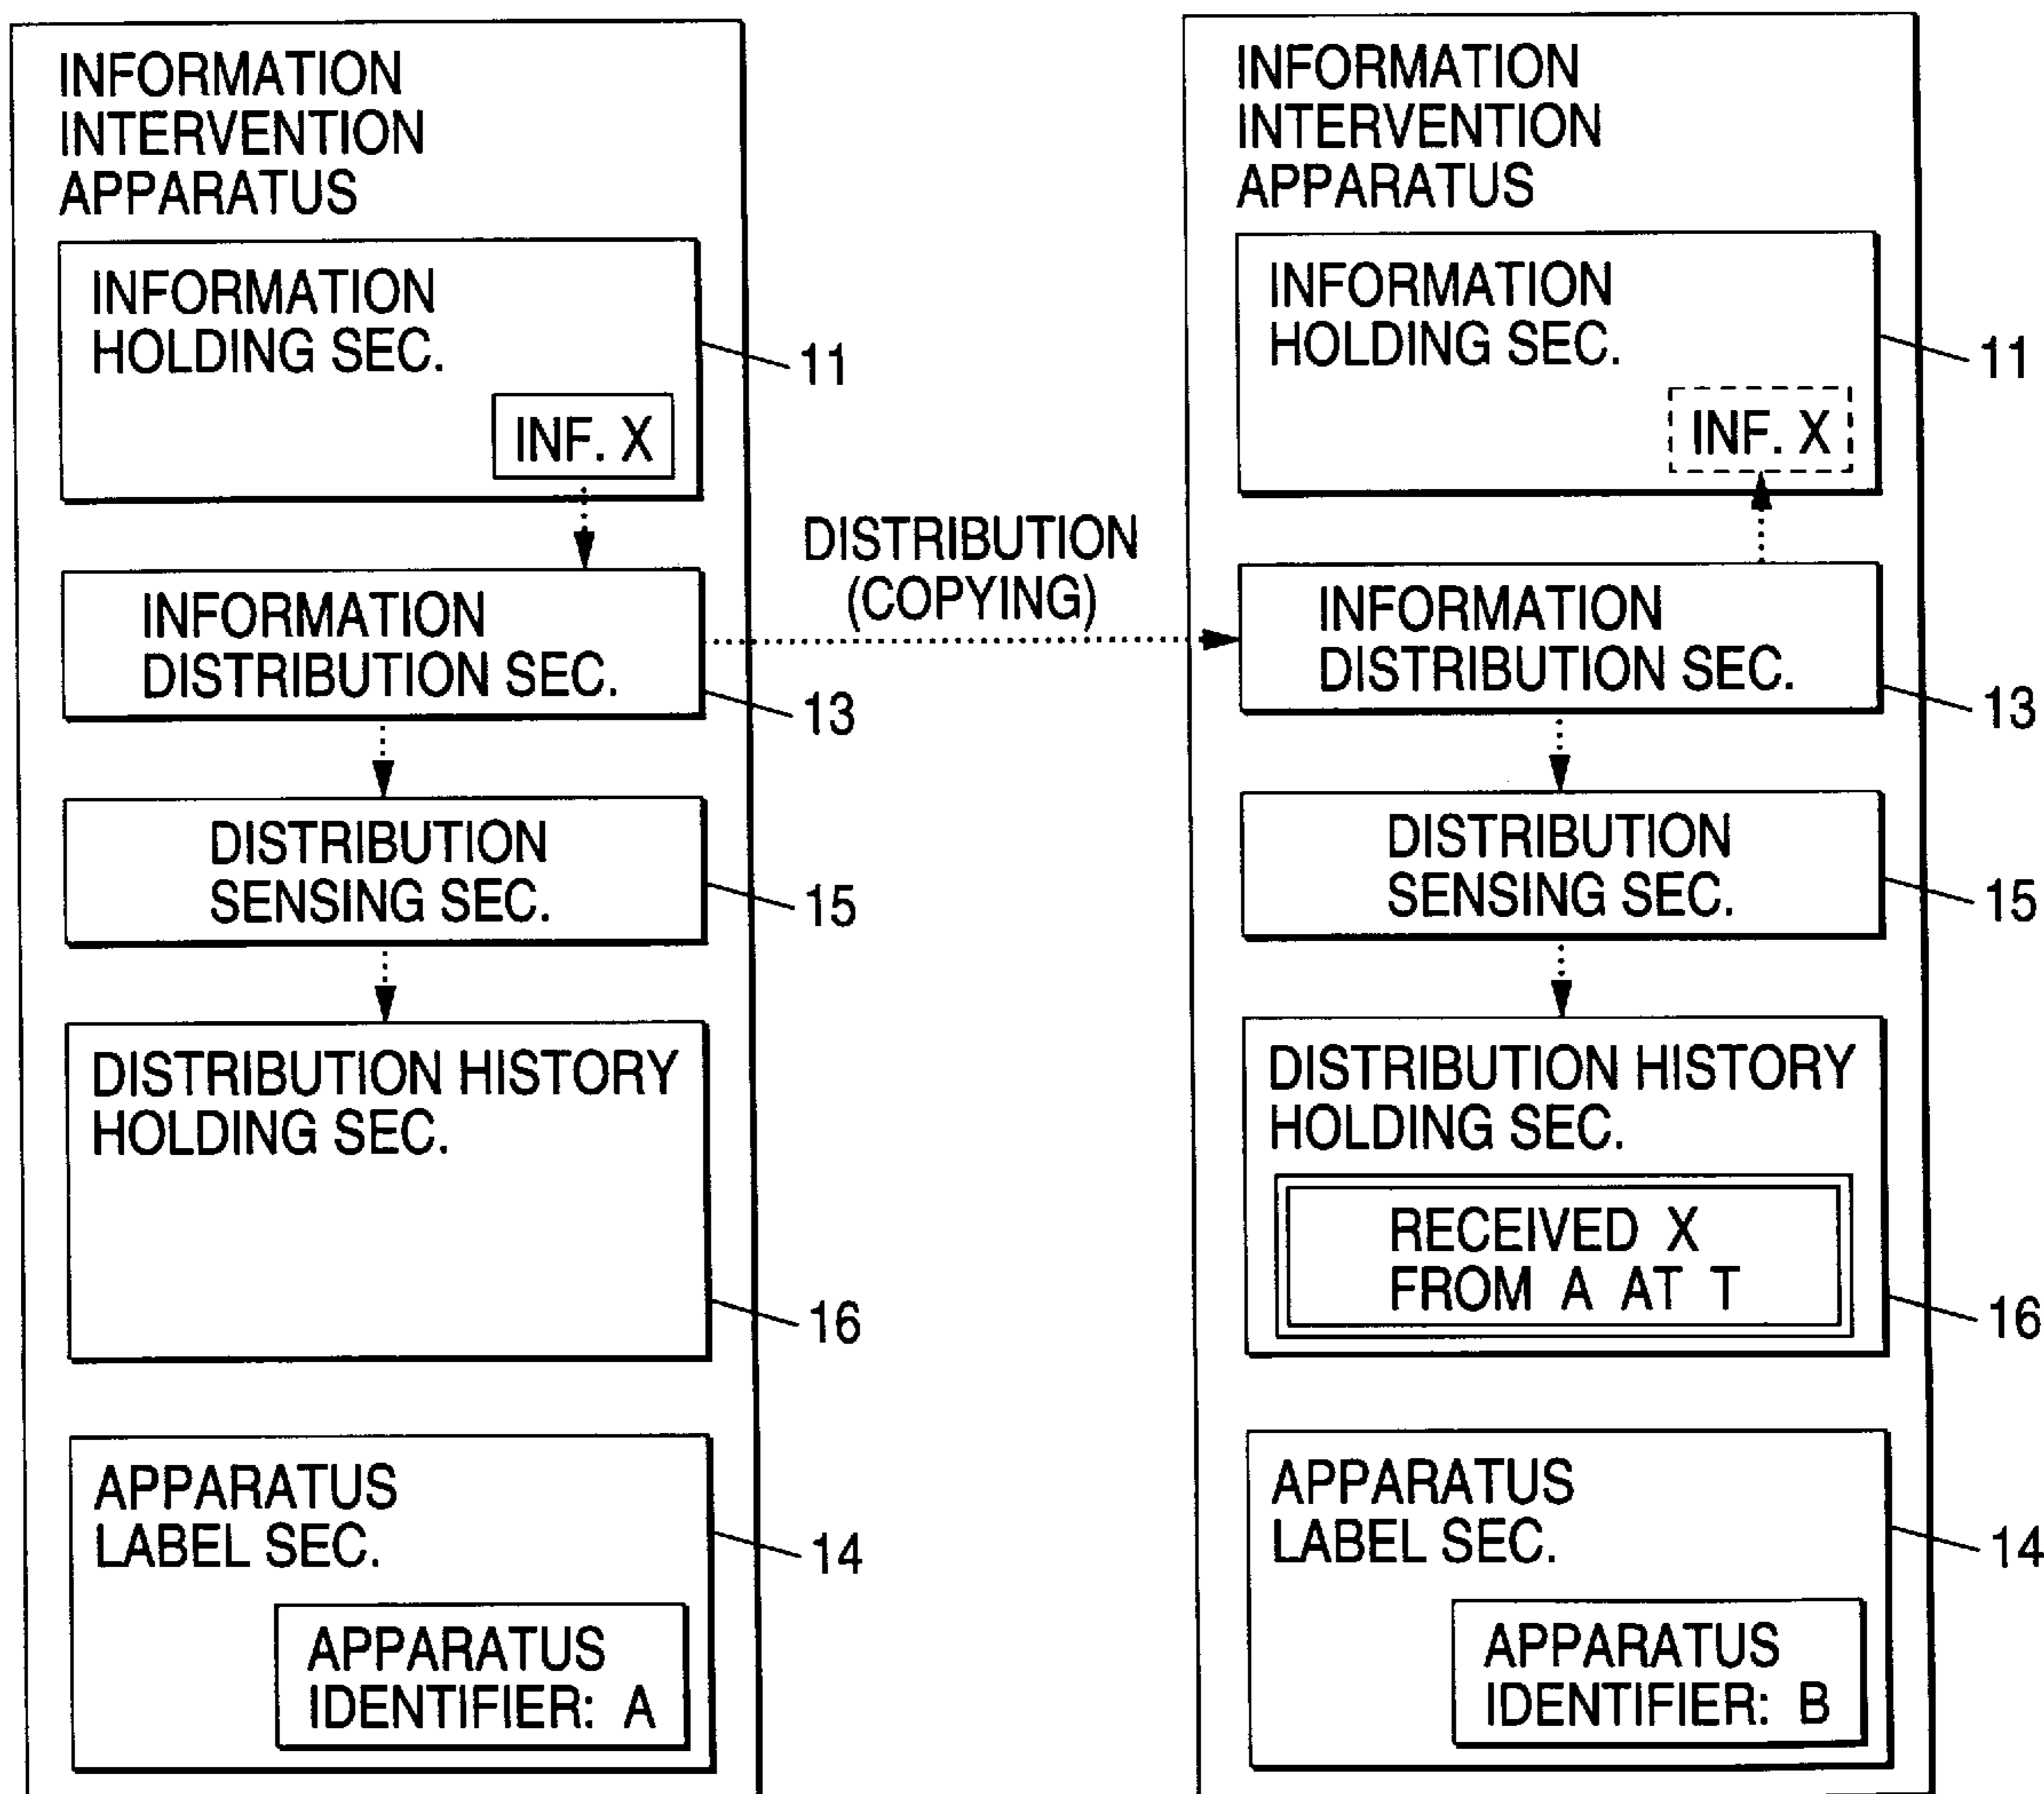 INFORMATION
INTERVENTION
APPARATUS
INFORMATION
HOLDING SEC.
11
INF. X
INFORMATION
DISTRIBUTION SEC.
13
DISTRIBUTION
SENSING SEC.
15
DISTRIBUTION HISTORY
HOLDING SEC.
16
APPARATUS
LABEL SEC.
14
APPARATUS
IDENTIFIER: A
DISTRIBUTION
(COPYING)
INFORMATION
INTERVENTION
APPARATUS
INFORMATION
HOLDING SEC.
11
INF. X
INFORMATION
DISTRIBUTION SEC.
13
DISTRIBUTION
SENSING SEC.
15
DISTRIBUTION HISTORY
HOLDING SEC.
RECEIVED X
FROM A AT T
16
APPARATUS
LABEL SEC.
14
APPARATUS
IDENTIFIER: B